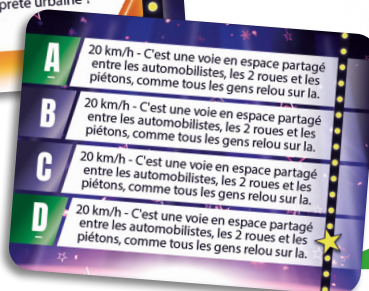 preté urbaine ?
A
20 km/h - C'est une voie en espace partagé
entre les automobilistes, les 2 roues et les
piétons, comme tous les gens relou sur la.
B
20 km/h - C'est une voie en espace partagé
entre les automobilistes, les 2 roues et les
piétons, comme tous les gens relou sur la.
C
20 km/h - C'est une voie en espace partagé
entre les automobilistes, les 2 roues et les
piétons, comme tous les gens relou sur la.
D
20 km/h - C'est une voie en espace partagé
entre les automobilistes, les 2 roues et les
piétons, comme tous les gens relou sur la.